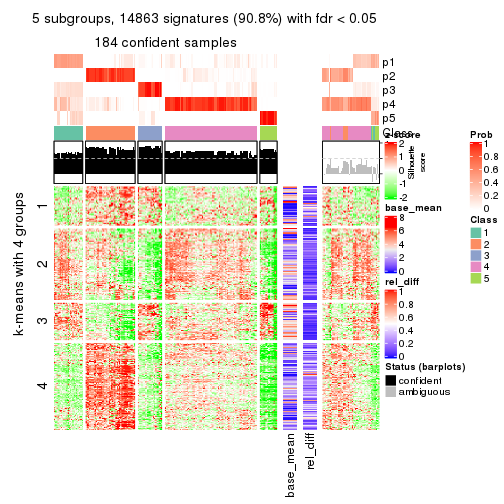 5 subgroups, 14863 signatures (90.8%) with fdr < 0.05
184 confident samples
p1
p2
p3
p4
p5
Class
Silhouette
score
k-means with 4 groups
1
2
3
4
base_mean
rel_diff
z-score
2
1
0
-1
-2
base_mean
8
6
4
2
0
rel_diff
1
0.8
0.6
0.4
0.2
0
Status (barplots)
confident
ambiguous
Prob
1
0.8
0.6
0.4
0.2
0
Class
1
2
3
4
5